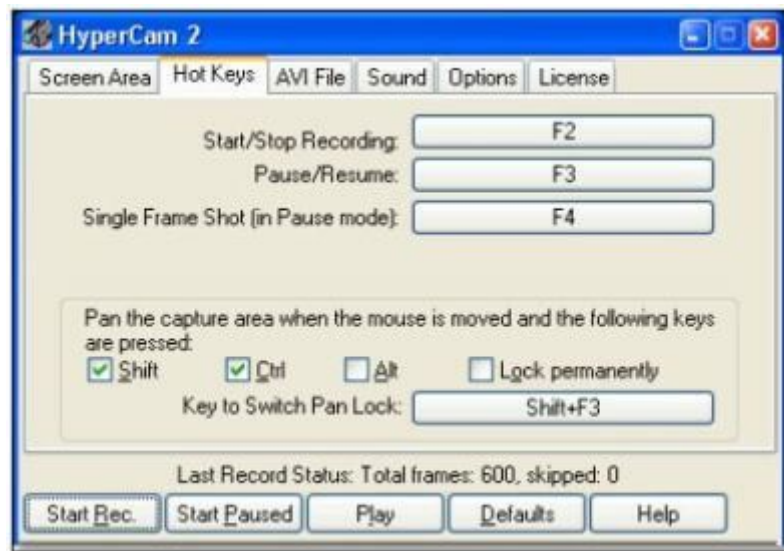 HyperCam 2
Screen Area Hot Keys AVI File Sound Options License
Start/Stop Recording: F2
Pause/Resume: F3
Single Frame Shot (in Pause mode): F4
Pan the capture area when the mouse is moved and the following keys
are pressed:
Shift Ctrl Alt Lock permanently
Key to Switch Pan Lock: Shift+F3
Last Record Status: Total frames: 600, skipped: 0
Start Rec. Start Paused Play Defaults Help